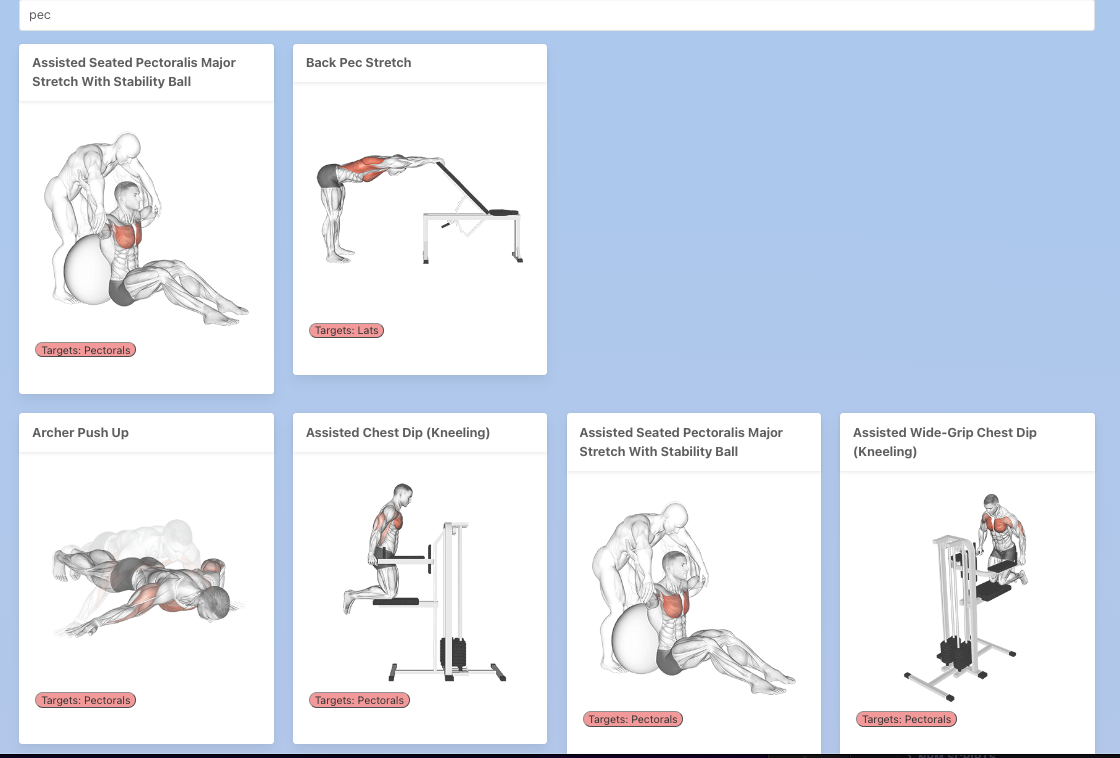 pec
Assisted Seated Pectoralis Major
Stretch With Stability Ball
Targets: Pectorals
Back Pec Stretch
Targets: Lats
Archer Push Up
Targets: Pectorals
Assisted Chest Dip (Kneeling)
Targets: Pectorals
Assisted Seated Pectoralis Major
Stretch With Stability Ball
Targets: Pectorals
Assisted Wide-Grip Chest Dip
(Kneeling)
Targets: Pectorals